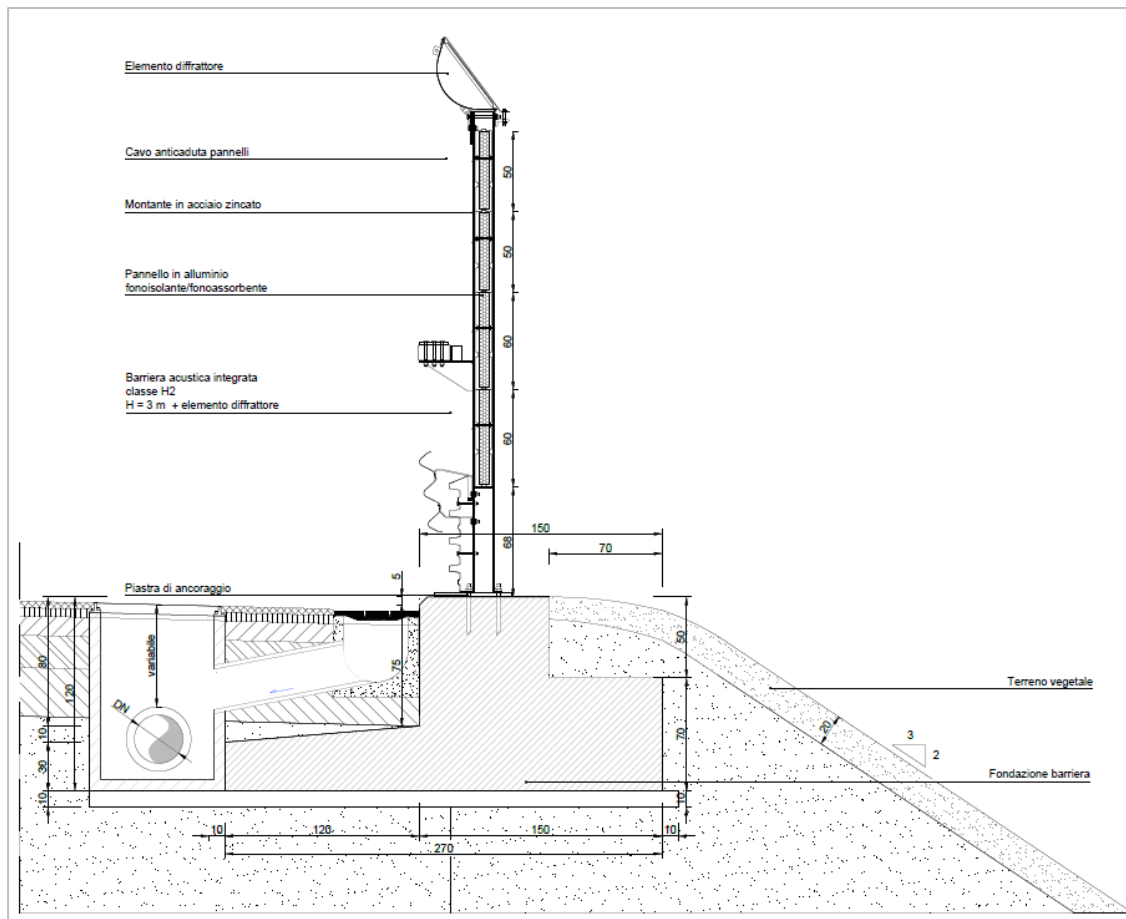 Elemento diffrattore
Cavo anticaduta pannelli
50
Montante in acciaio zincato
50
Pannello in alluminio
fonoisolante/fonoassorbente
60
Barriera acustica integrata
classe H2
H = 3 m + elemento diffrattore
60
68
150
70
Piastra di ancoraggio
5
80
120
variabile
75
50
DN
Terreno vegetale
20
3
2
10
30
10
70
10
Fondazione barriera
10
120
150
10
270